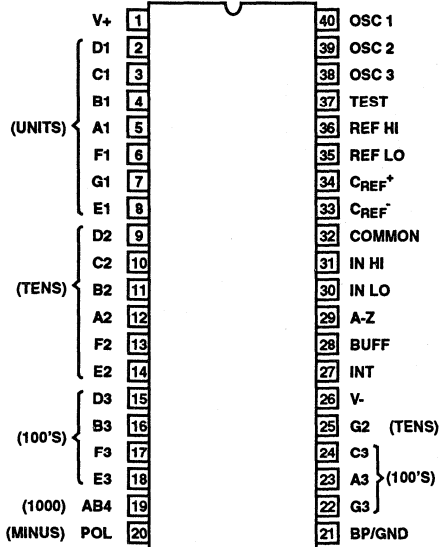 V+ 1 40 OSC 1
D1 2 39 OSC 2
C1 3 38 OSC 3
B1 4 37 TEST
(UNITS) A1 5 36 REF HI
F1 6 35 REF LO
G1 7 34 CREF+
E1 8 33 CREF-
D2 9 32 COMMON
C2 10 31 IN HI
(TENS) B2 11 30 IN LO
A2 12 29 A-Z
F2 13 28 BUFF
E2 14 27 INT
D3 15 26 V-
B3 16 25 G2 (TENS)
(100'S) F3 17 24 C3
E3 18 23 A3 (100'S)
(1000) AB4 19 22 G3
(MINUS) POL 20 21 BP/GND